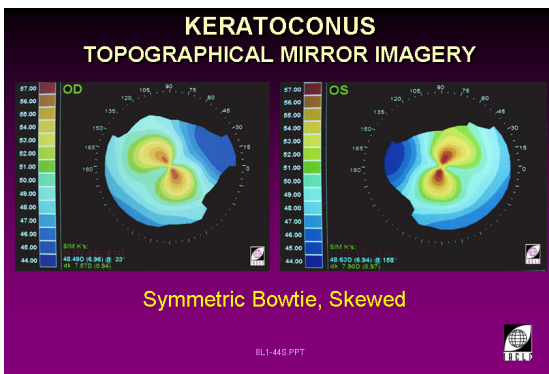 KERATOCONUS
TOPOGRAPHICAL MIRROR IMAGERY
57.00
56.00
55.00
54.00
53.00
52.00
51.00
50.00
49.00
48.00
47.00
46.00
45.00
44.00
OD
105 90 75
120 60
135 45
150 30
165 15
180 0
SIM K's:
48.49D (6.96) @ 33°
dk 7.57D (0.94)
57.00
56.00
55.00
54.00
53.00
52.00
51.00
50.00
49.00
48.00
47.00
46.00
45.00
44.00
OS
105 90 75
120 60
135 45
150 30
165 15
180 0
SIM K's:
48.63D (6.94) @ 158°
dk 7.90D (0.97)
Symmetric Bowtie, Skewed
8L1-44S.PPT
IACLE